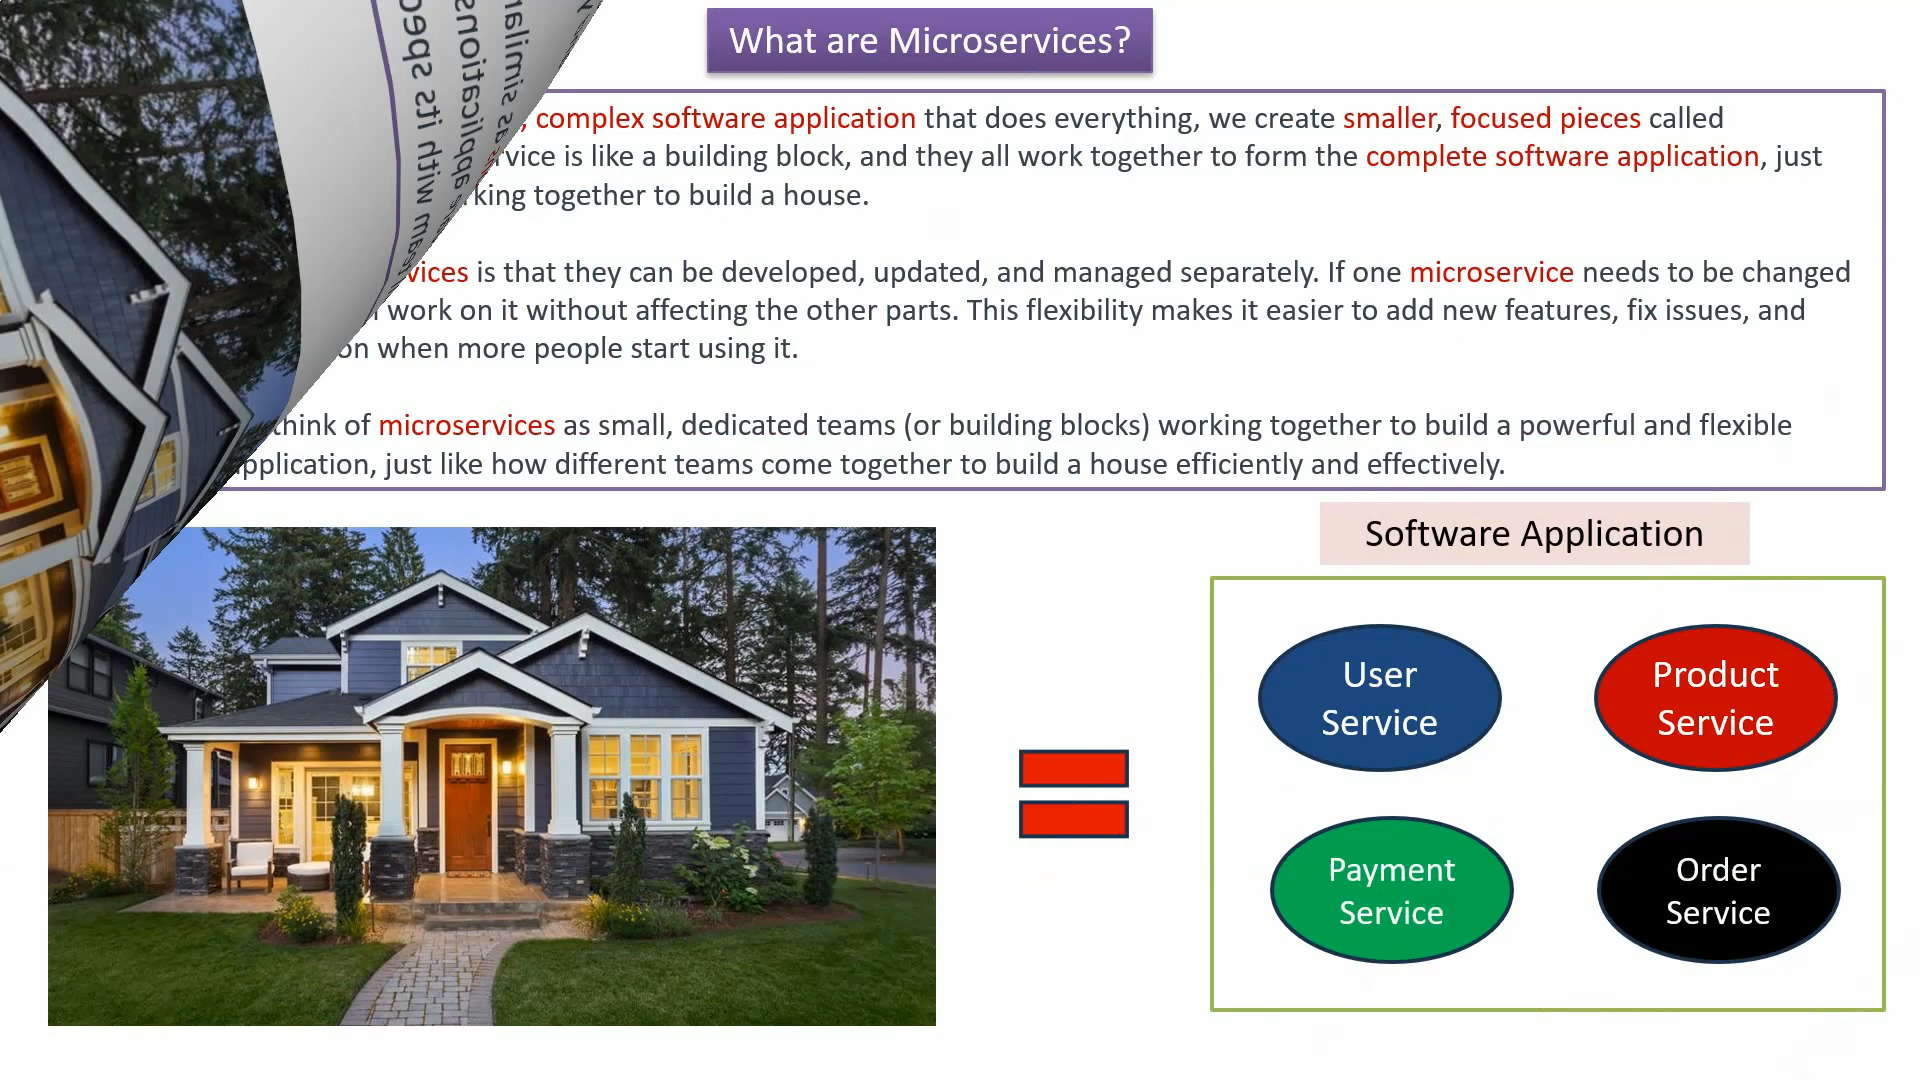 What are Microservices?
, complex software application that does everything, we create smaller, focused pieces called
rvice is like a building block, and they all work together to form the complete software application, just
rking together to build a house.
vices is that they can be developed, updated, and managed separately. If one microservice needs to be changed
work on it without affecting the other parts. This flexibility makes it easier to add new features, fix issues, and
on when more people start using it.
think of microservices as small, dedicated teams (or building blocks) working together to build a powerful and flexible
pplication, just like how different teams come together to build a house efficiently and effectively.
Software Application
User
Service
Product
Service
Payment
Service
Order
Service